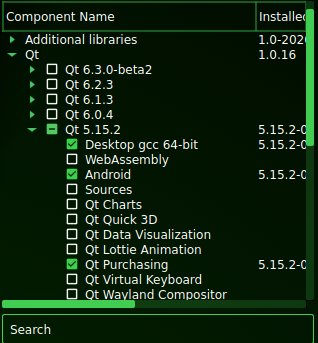 Component Name Installed
Additional libraries 1.0-202
Qt 1.0.16
Qt 6.3.0-beta2
Qt 6.2.3
Qt 6.1.3
Qt 6.0.4
Qt 5.15.2 5.15.2-0
Desktop gcc 64-bit 5.15.2-0
WebAssembly
Android 5.15.2-0
Sources
Qt Charts
Qt Quick 3D
Qt Data Visualization
Qt Lottie Animation
Qt Purchasing 5.15.2-0
Qt Virtual Keyboard
Qt Wayland Compositor
Search